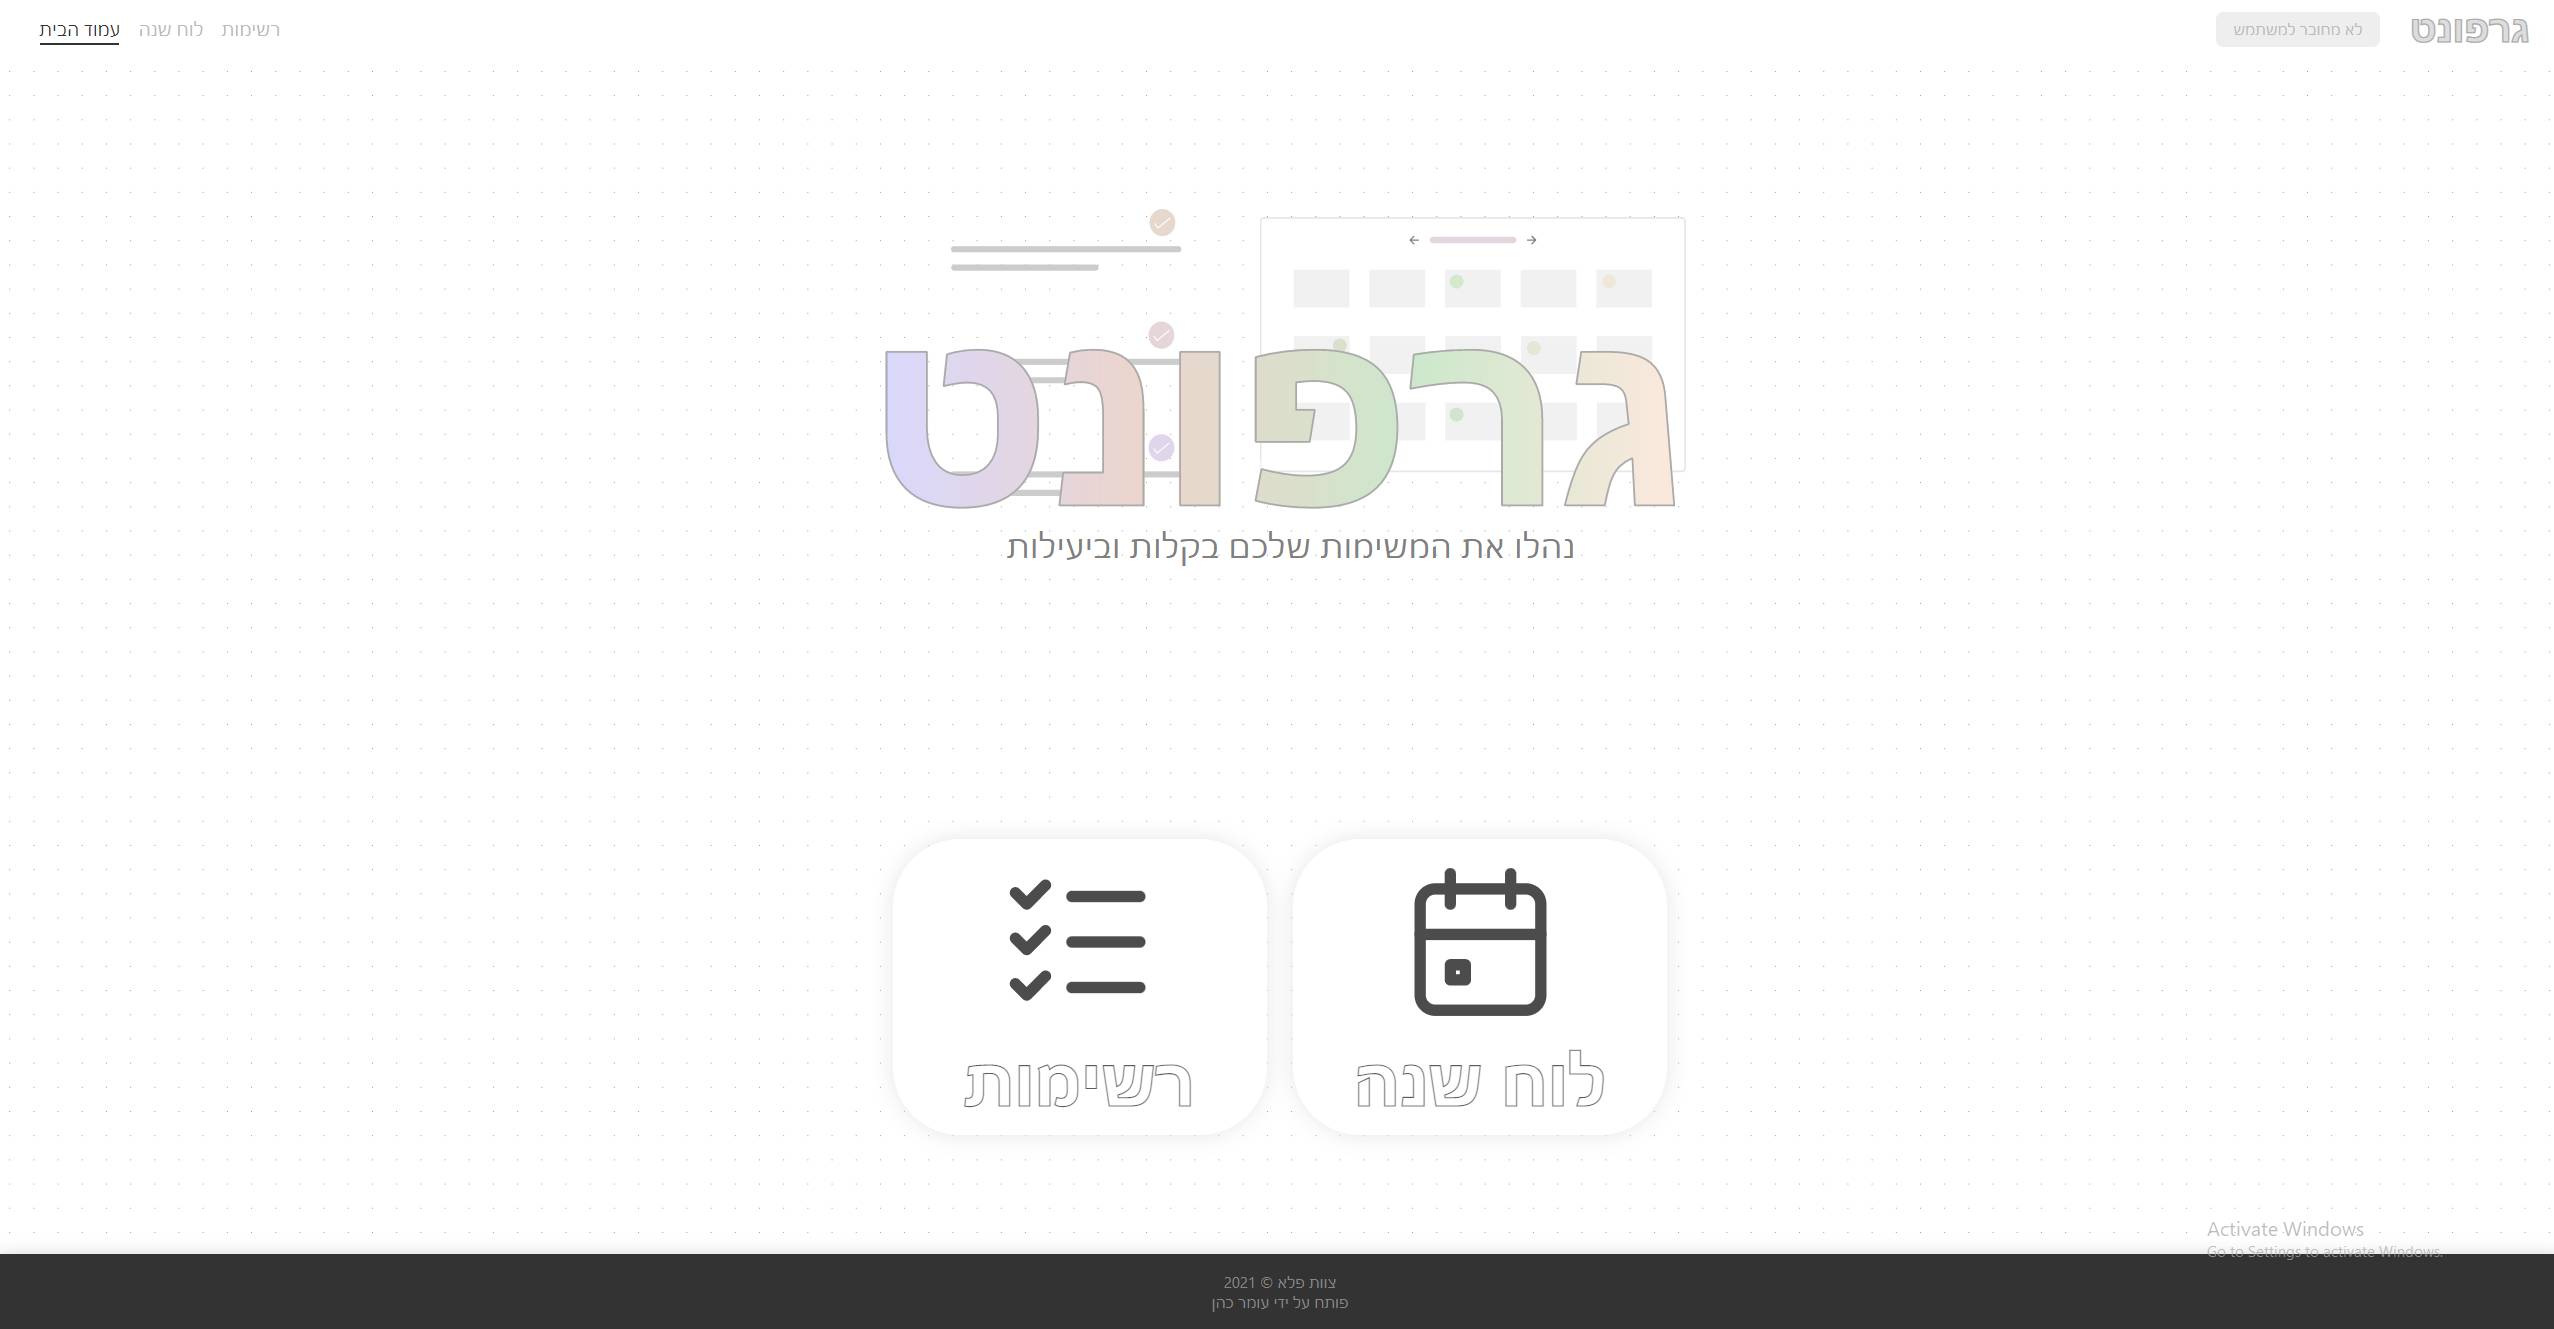 גרפונט
לא מחובר למשתמש
רשימות
לוח שנה
עמוד הבית
גרפונט
נהלו את המשימות שלכם בקלות וביעילות
לוח שנה
רשימות
Activate Windows
Go to Settings to activate Windows.
צוות פלא © 2021
פותח על ידי עומר כהן